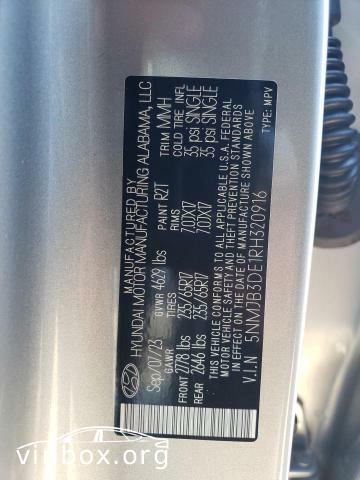 MANUFACTURED BY
HYUNDAI MOTOR MANUFACTURING ALABAMA, LLC
Sep/07/23 GVWR 4629 lbs PAINT R2T TRIM MMH
GAWR RIMS COLD TIRE INFL
FRONT 2778 lbs 235/65R17 7.0JX17 35 psi SINGLE
REAR 2646 lbs 235/65R17 7.0JX17 35 psi SINGLE
THIS VEHICLE CONFORMS TO ALL APPLICABLE U.S.A. FEDERAL
MOTOR VEHICLE SAFETY AND THEFT PREVENTION STANDARDS
IN EFFECT ON THE DATE OF MANUFACTURE SHOWN ABOVE.
V.I.N 5NMJB3DE1RH320916 TYPE: MPV
vinbox.org